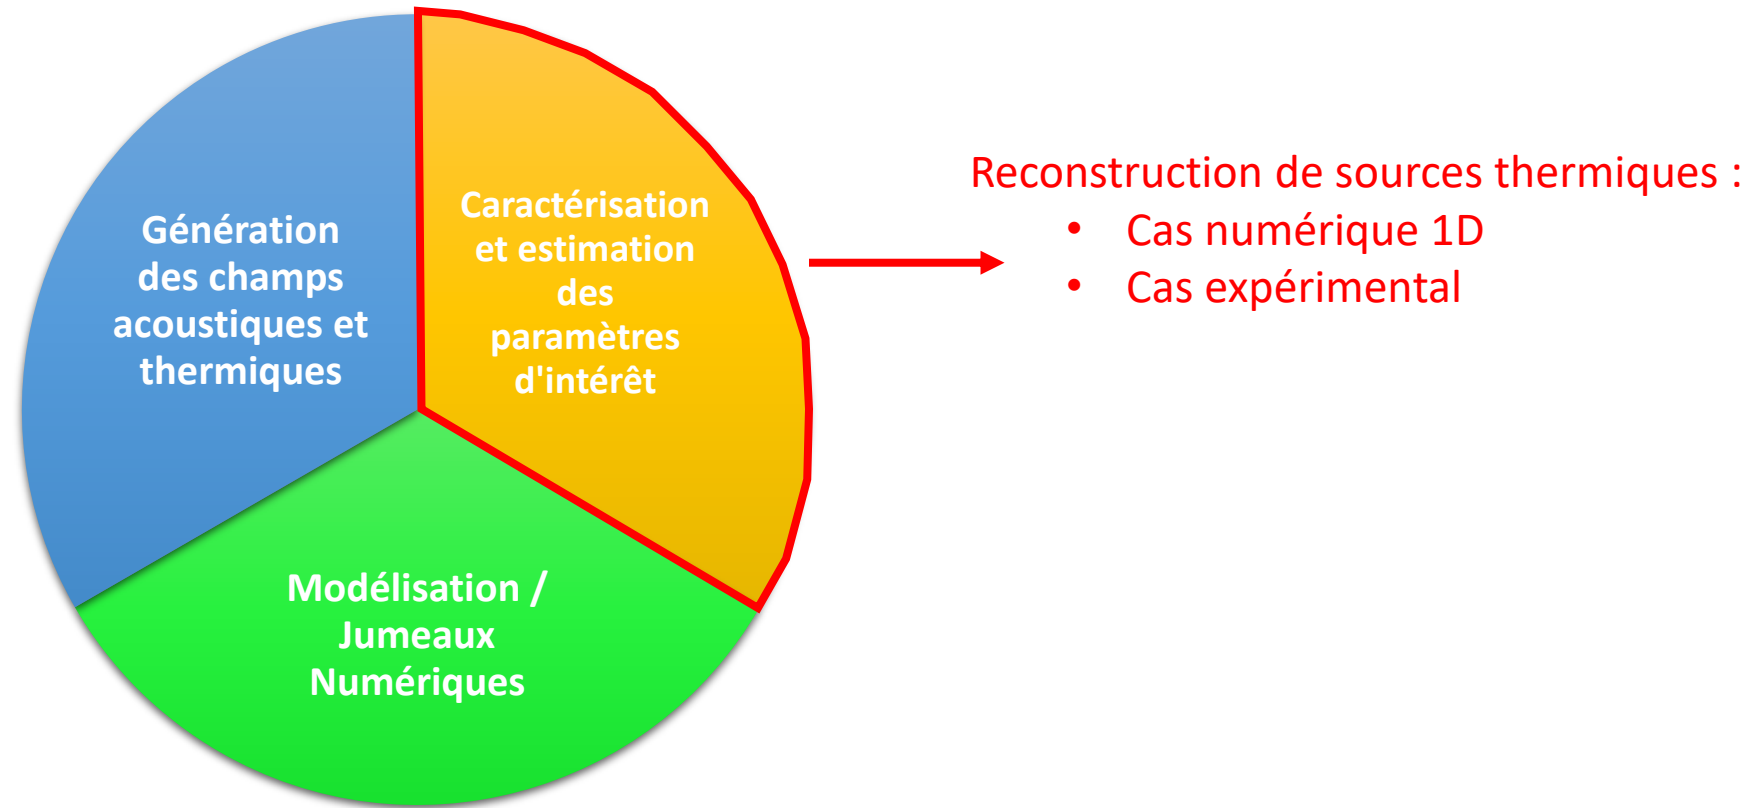 Génération
des champs
acoustiques et
thermiques
Caractérisation
et estimation
des
paramètres
d'intérêt
Modélisation /
Jumeaux
Numériques
Reconstruction de sources thermiques :
• Cas numérique 1D
• Cas expérimental